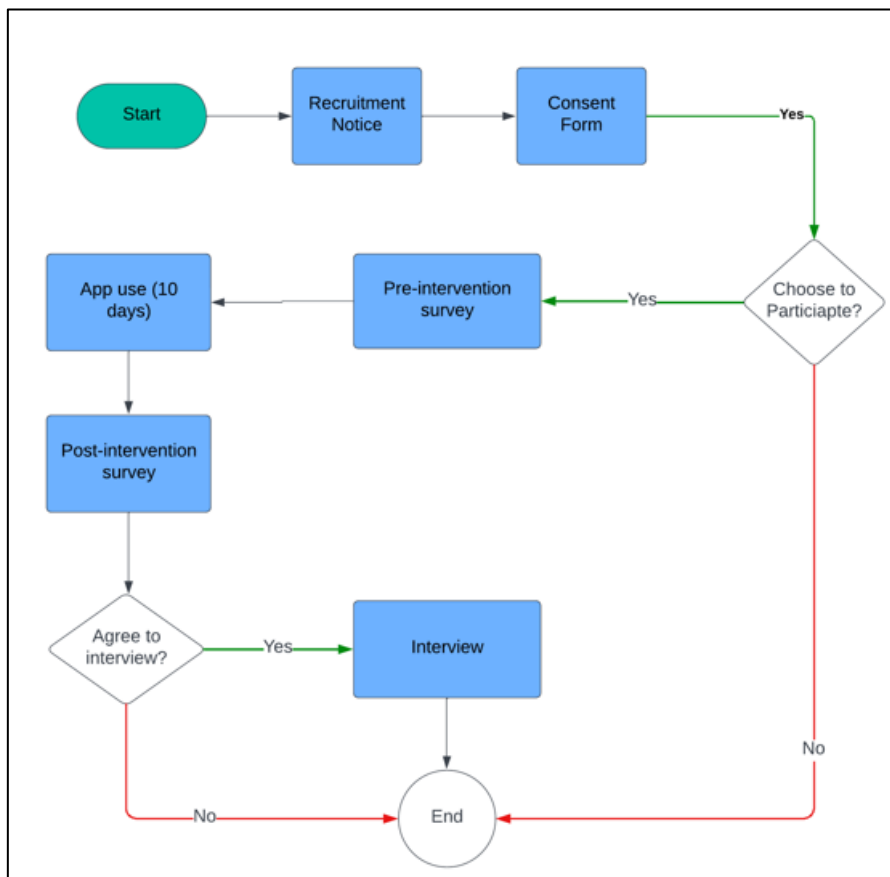 Start
Recruitment
Notice
Consent
Form
Yes
Choose to
Particiapte?
Yes
Pre-intervention
survey
App use (10
days)
Post-intervention
survey
Agree to
interview?
Yes
Interview
No
No
End